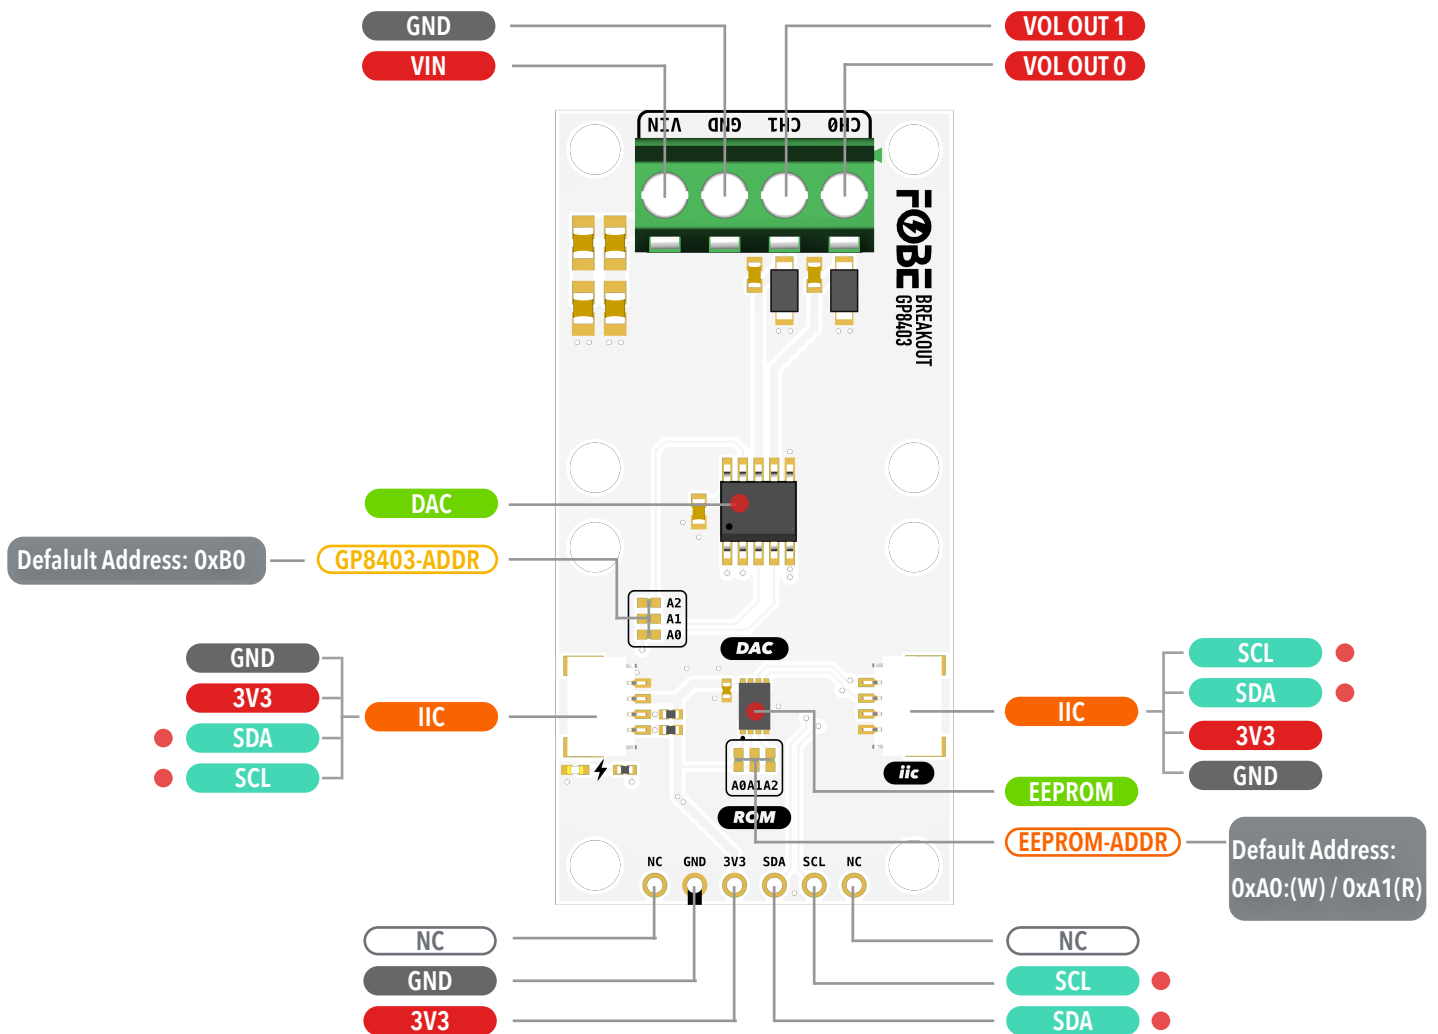 GND
VOL OUT 1
VIN
VOL OUT 0
VIN GND CH1 CH0
FOBE
BREAKOUT
GP8403
DAC
Defalult Address: 0xB0
GP8403-ADDR
A2
A1
A0
DAC
GND
3V3
SDA
SCL
IIC
IIC
SCL
SDA
3V3
GND
iic
A0A1A2
ROM
EEPROM
EEPROM-ADDR
Default Address:
0xA0:(W) / 0xA1(R)
NC GND 3V3 SDA SCL NC
NC
GND
3V3
NC
SCL
SDA